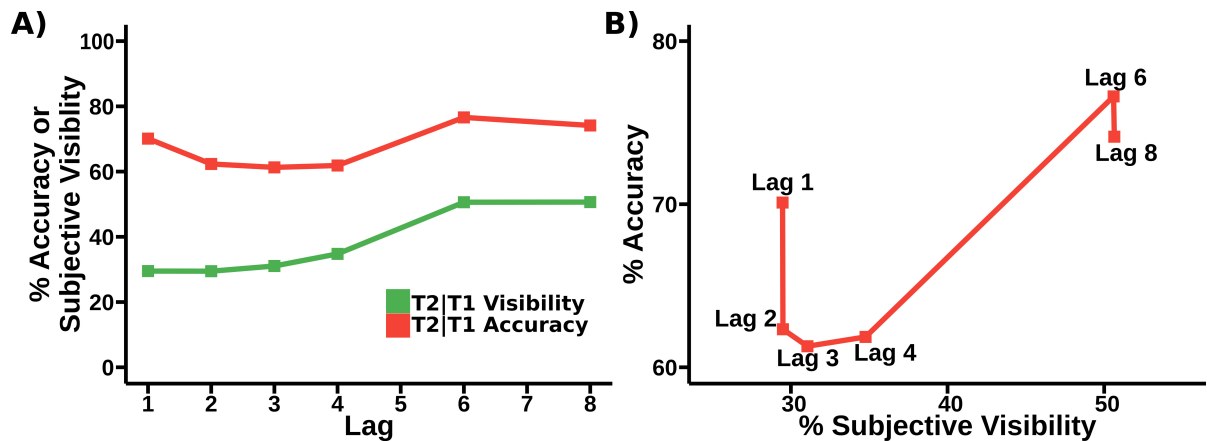 A)
% Accuracy or
Subjective Visiblity
100
80
60
40
20
0
1 2 3 4 5 6 7 8
Lag
T2|T1 Visibility
T2|T1 Accuracy
B)
% Accuracy
80
70
60
Lag 1
Lag 2
Lag 3
Lag 4
Lag 6
Lag 8
30 40 50
% Subjective Visibility